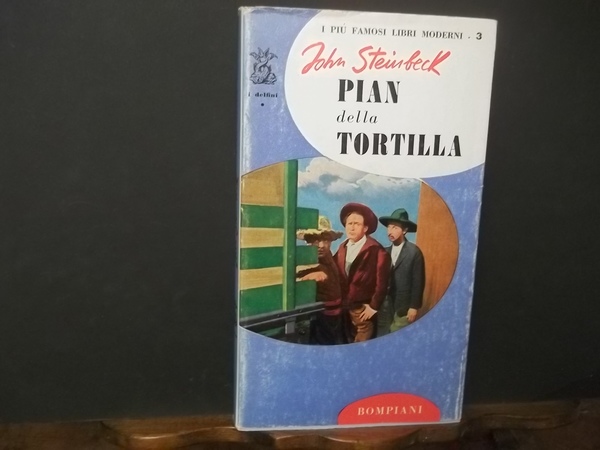 I PIÙ FAMOSI LIBRI MODERNI - 3
John Steinbeck
i delfini
PIAN
della
TORTILLA
BOMPIANI